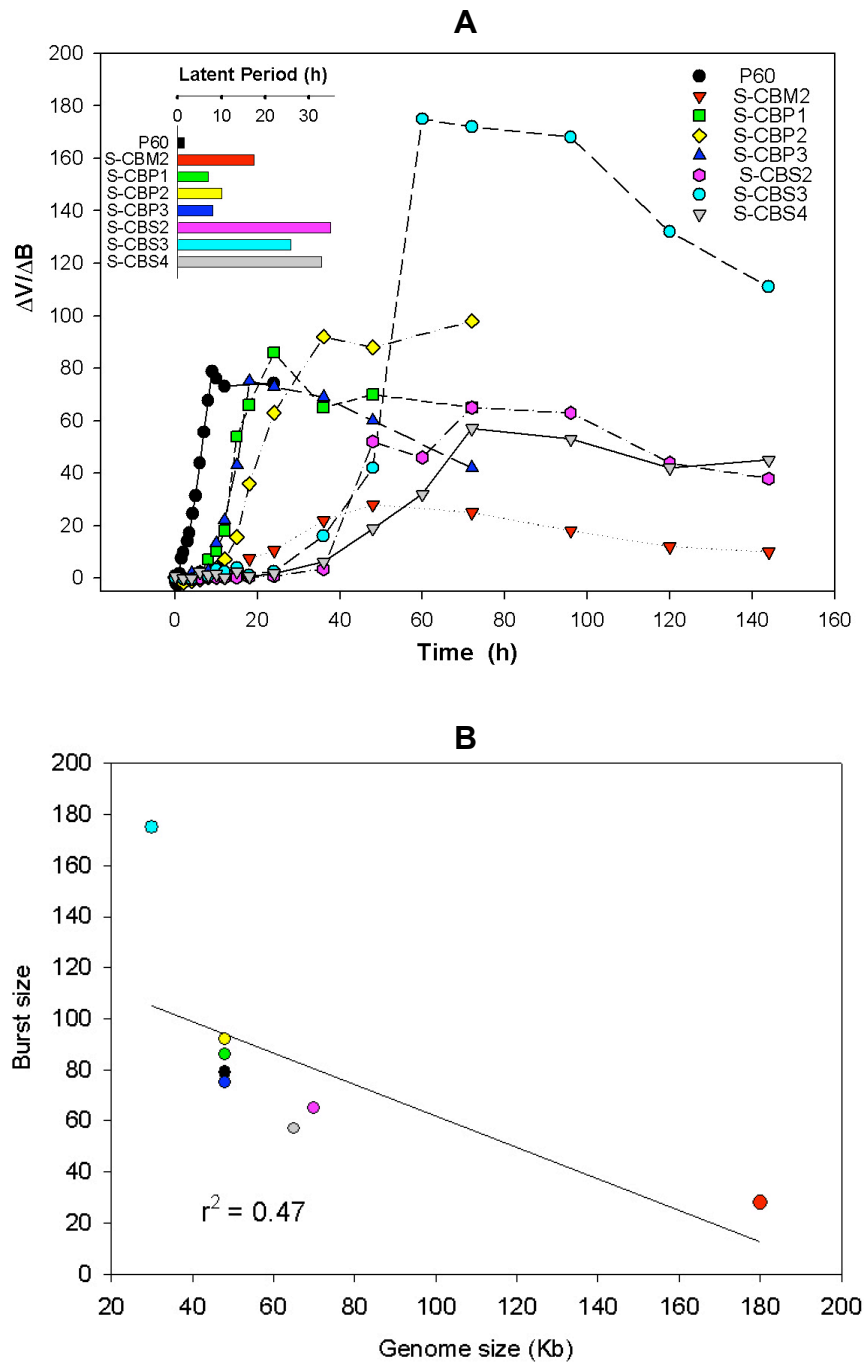 A
200
180
160
140
120
100
80
60
40
20
0
ΔV/ΔB
Latent Period (h)
0 10 20 30
P60
S-CBM2
S-CBP1
S-CBP2
S-CBP3
S-CBS2
S-CBS3
S-CBS4
P60
S-CBM2
S-CBP1
S-CBP2
S-CBP3
S-CBS2
S-CBS3
S-CBS4
0 20 40 60 80 100 120 140 160
Time (h)
B
200
180
160
140
120
100
80
60
40
20
0
Burst size
r² = 0.47
20 40 60 80 100 120 140 160 180 200
Genome size (Kb)